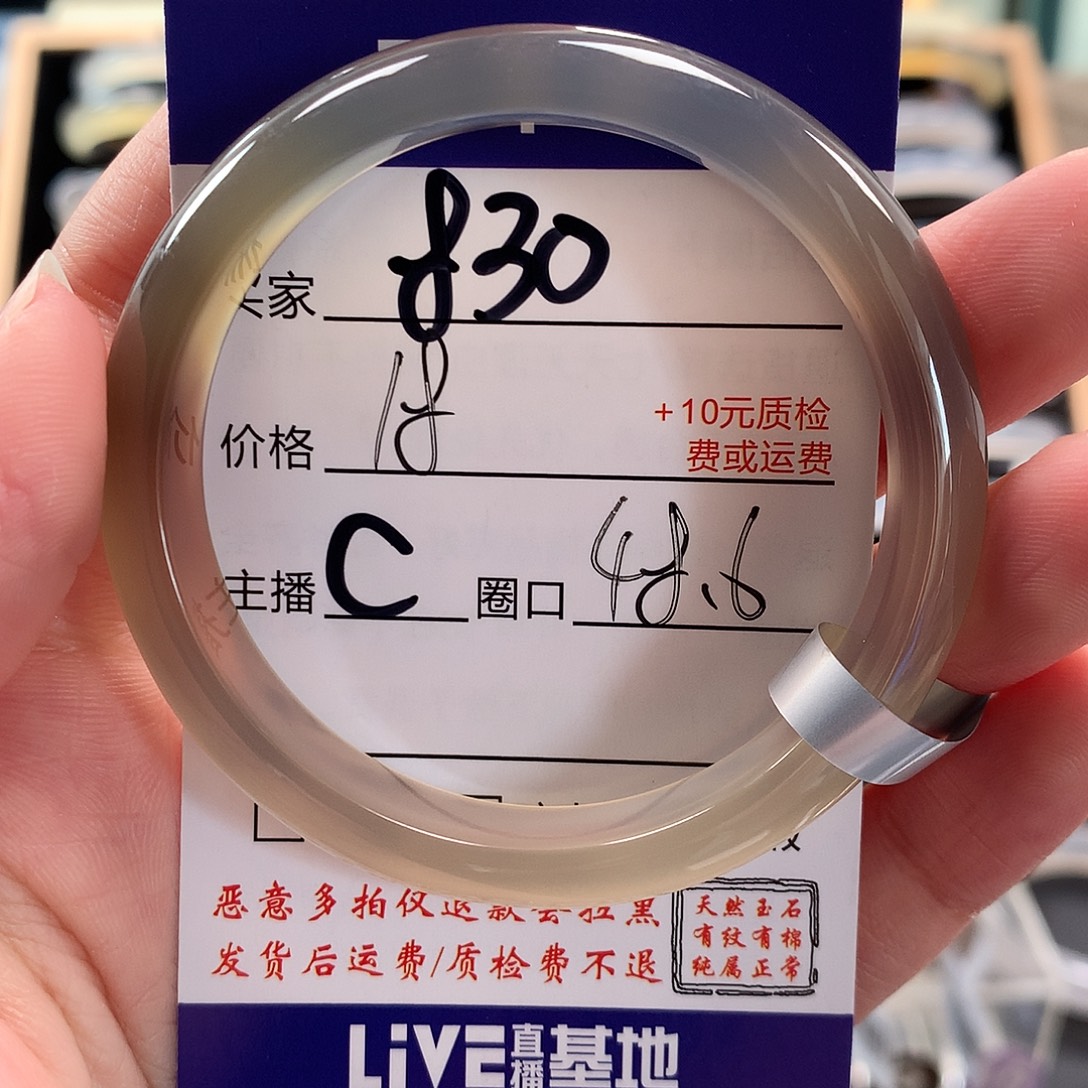 买家 830
价格 18
+10元质检
费或运费
主播 C 圈口 48.6
恶意多拍仅退款会拉黑
发货后运费/质检费不退
天然玉石
有纹有棉
纯属正常
LiVE直播基地